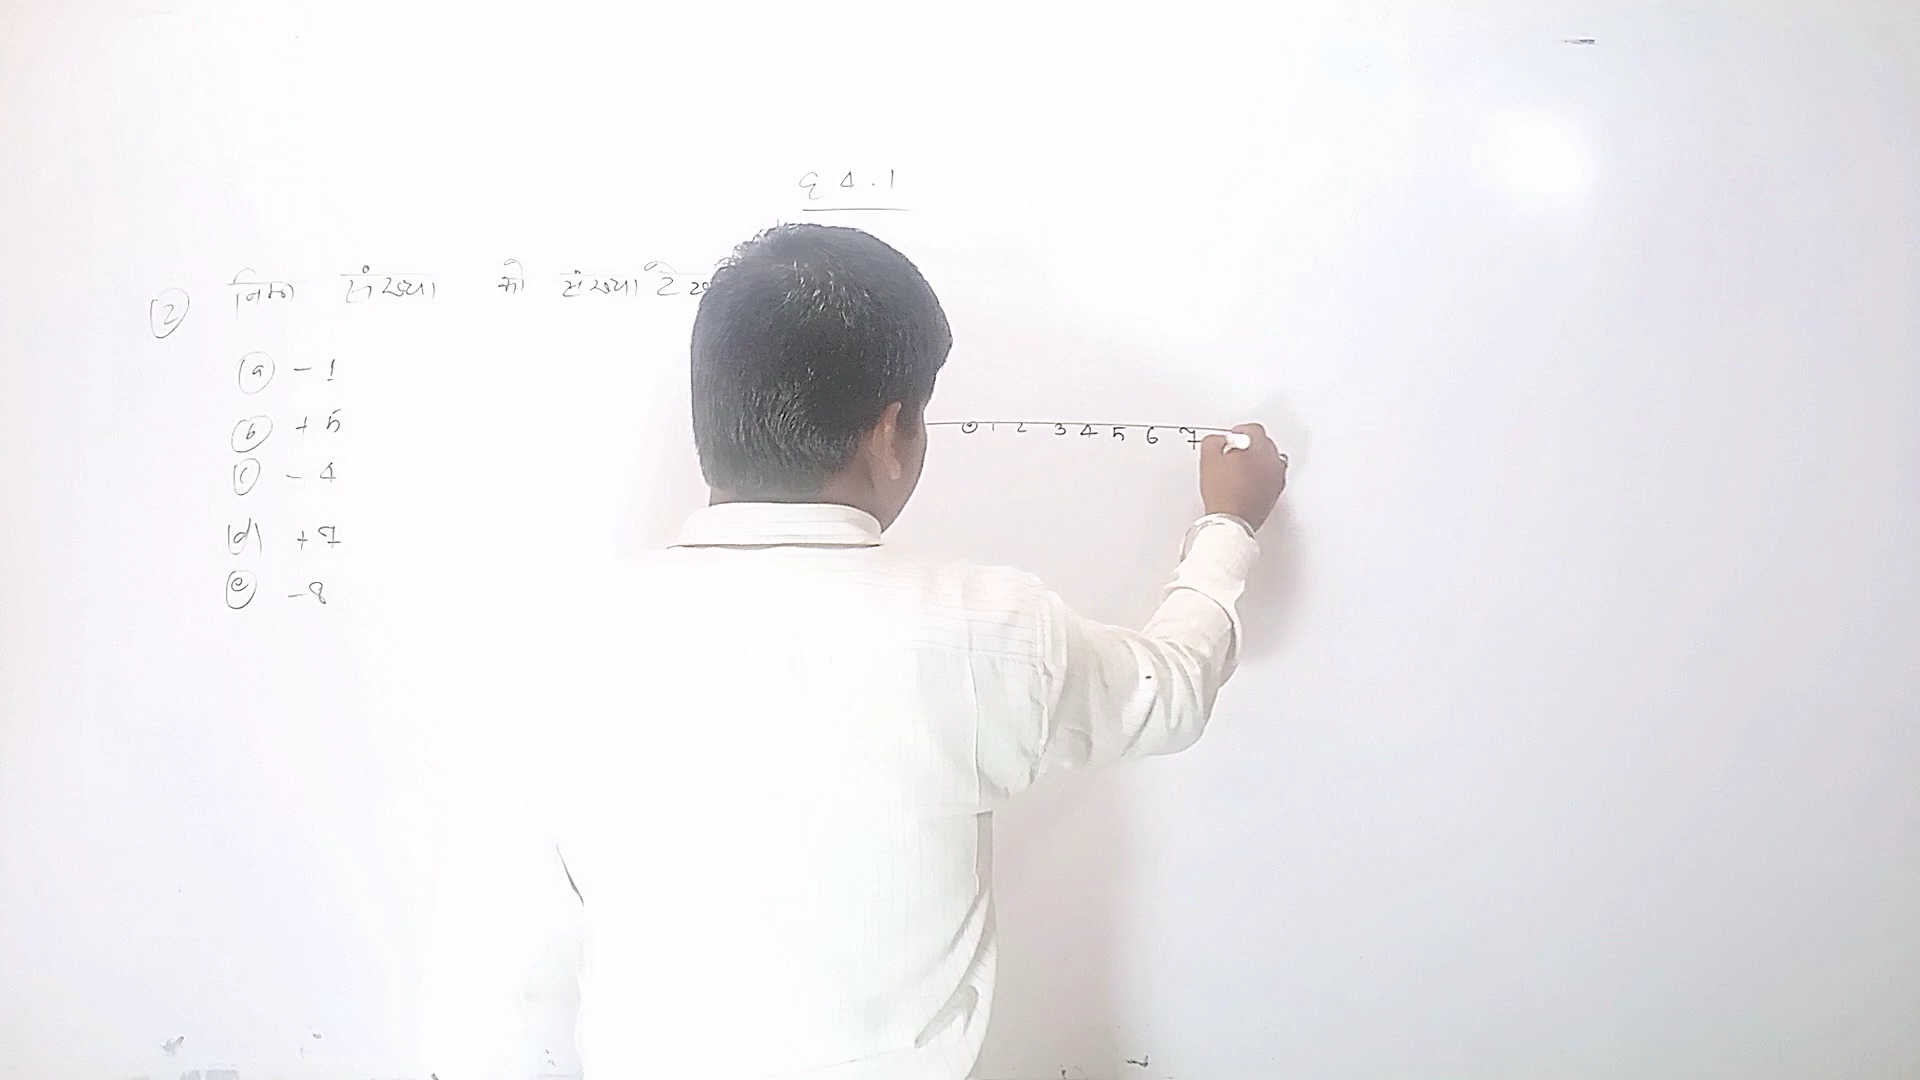 4.1
② निम्न संख्या को संख्या रेख
ⓐ - 1
ⓑ + 5
ⓒ - 4
(d) + 7
ⓔ - 8
0 1 2 3 4 5 6 7